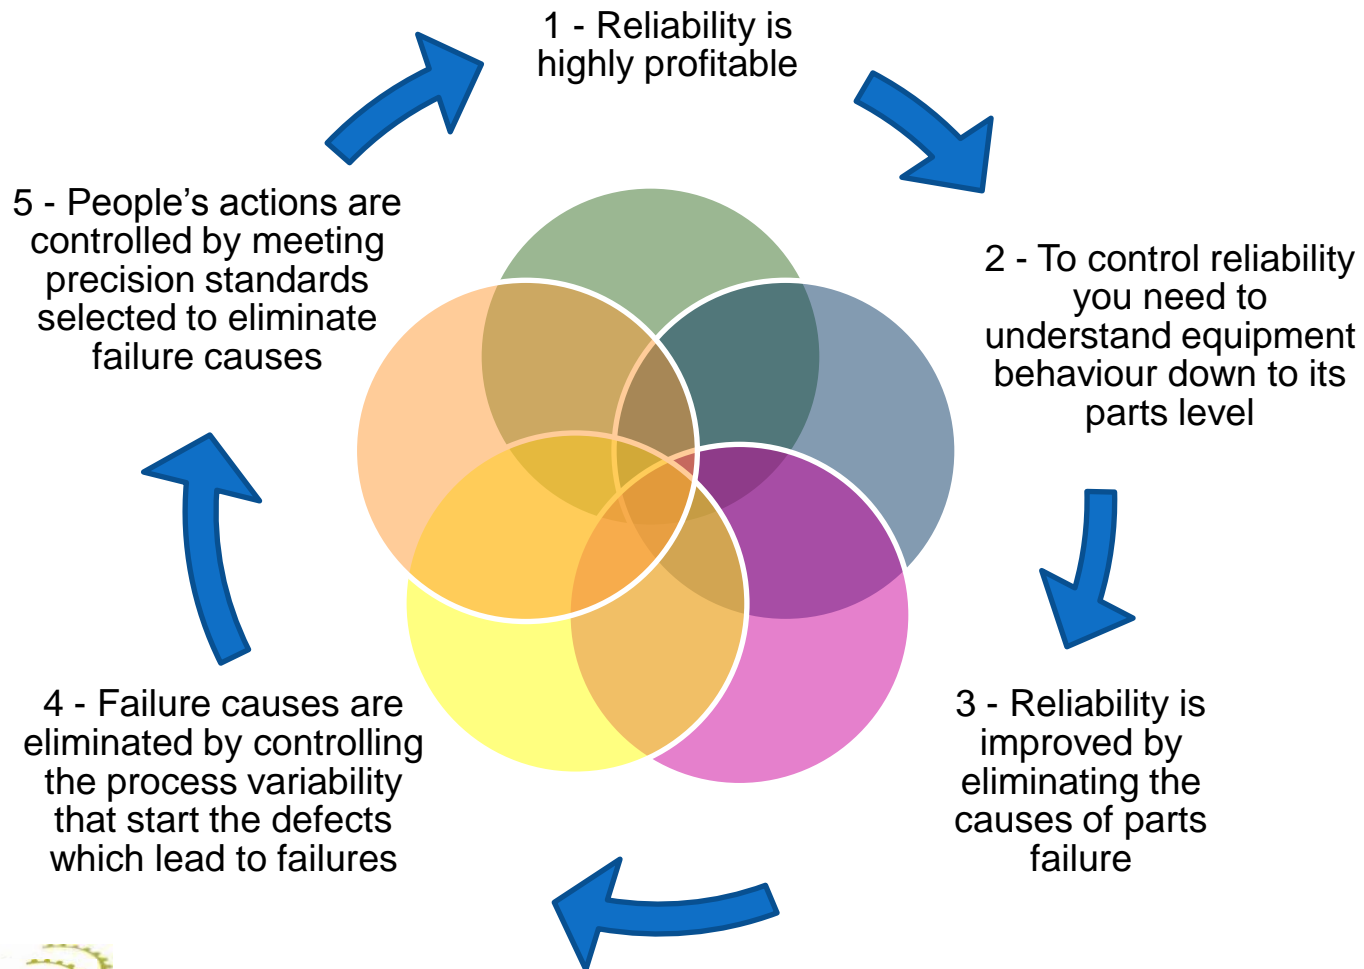 1 - Reliability is
highly profitable
2 - To control reliability
you need to
understand equipment
behaviour down to its
parts level
3 - Reliability is
improved by
eliminating the
causes of parts
failure
4 - Failure causes are
eliminated by controlling
the process variability
that start the defects
which lead to failures
5 - People’s actions are
controlled by meeting
precision standards
selected to eliminate
failure causes